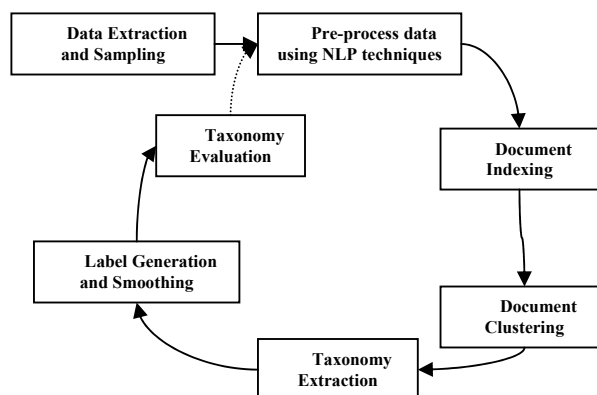 Data Extraction
and Sampling
Pre-process data
using NLP techniques
Document
Indexing
Document
Clustering
Taxonomy
Extraction
Label Generation
and Smoothing
Taxonomy
Evaluation